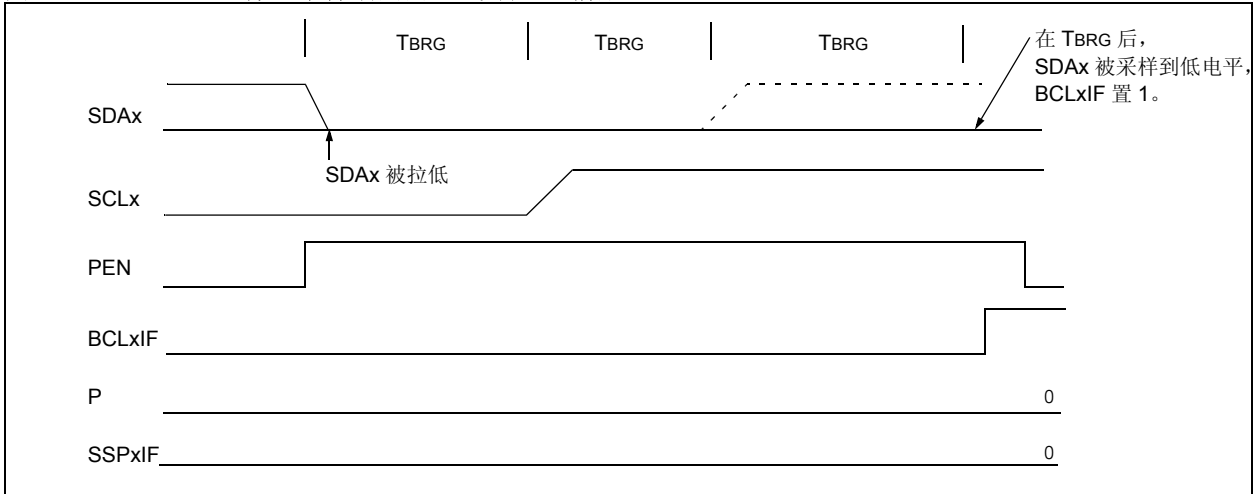 TBRG TBRG TBRG
在 TBRG 后，
SDAx 被采样到低电平，
BCLxIF 置 1。
SDAx
SDAx 被拉低
SCLx
PEN
BCLxIF
P 0
SSPxIF 0